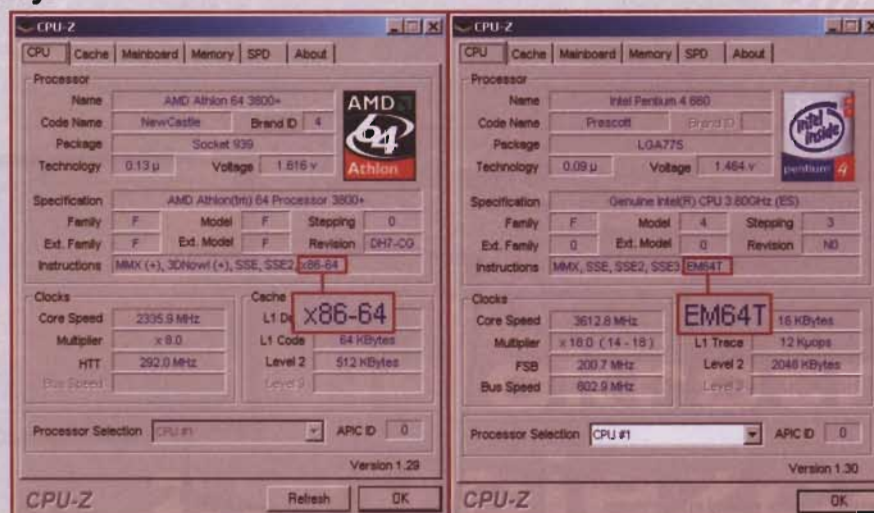 CPU-Z
CPU Cache Mainboard Memory SPD About
Processor
Name AMD Athlon 64 3800+
Code Name NewCastle Brand ID 4
Package Socket 939
Technology 0.13 µ Voltage 1.616 v
AMD
64
Athlon
Specification AMD Athlon(tm) 64 Processor 3800+
Family F Model F Stepping 0
Ext. Family F Ext. Model F Revision DH7-CG
Instructions MMX (+), 3DNow! (+), SSE, SSE2, x86-64
Clocks
Core Speed 2335.9 MHz
Multiplier x 8.0
HTT 292.0 MHz
Bus Speed
Cache
L1 D
x86-64
L1 Code 64 KBytes
Level 2 512 KBytes
Level 3
Processor Selection CPU #1 APIC ID 0
Version 1.29
CPU-Z Refresh OK
CPU-Z
CPU Cache Mainboard Memory SPD About
Processor
Name Intel Pentium 4 660
Code Name Prescott Brand ID
Package LGA775
Technology 0.09 µ Voltage 1.464 v
intel inside
pentium 4
Specification Genuine Intel(R) CPU 3.60GHz (ES)
Family F Model 4 Stepping 3
Ext. Family 0 Ext. Model 0 Revision N0
Instructions MMX, SSE, SSE2, SSE3, EM64T
Clocks
Core Speed 3612.8 MHz
Multiplier x 18.0 ( 14 - 18 )
FSB 200.7 MHz
Bus Speed 802.9 MHz
EM64T
16 KBytes
L1 Trace 12 Kµops
Level 2 2048 KBytes
Level 3
Processor Selection CPU #1 APIC ID 0
Version 1.30
CPU-Z OK